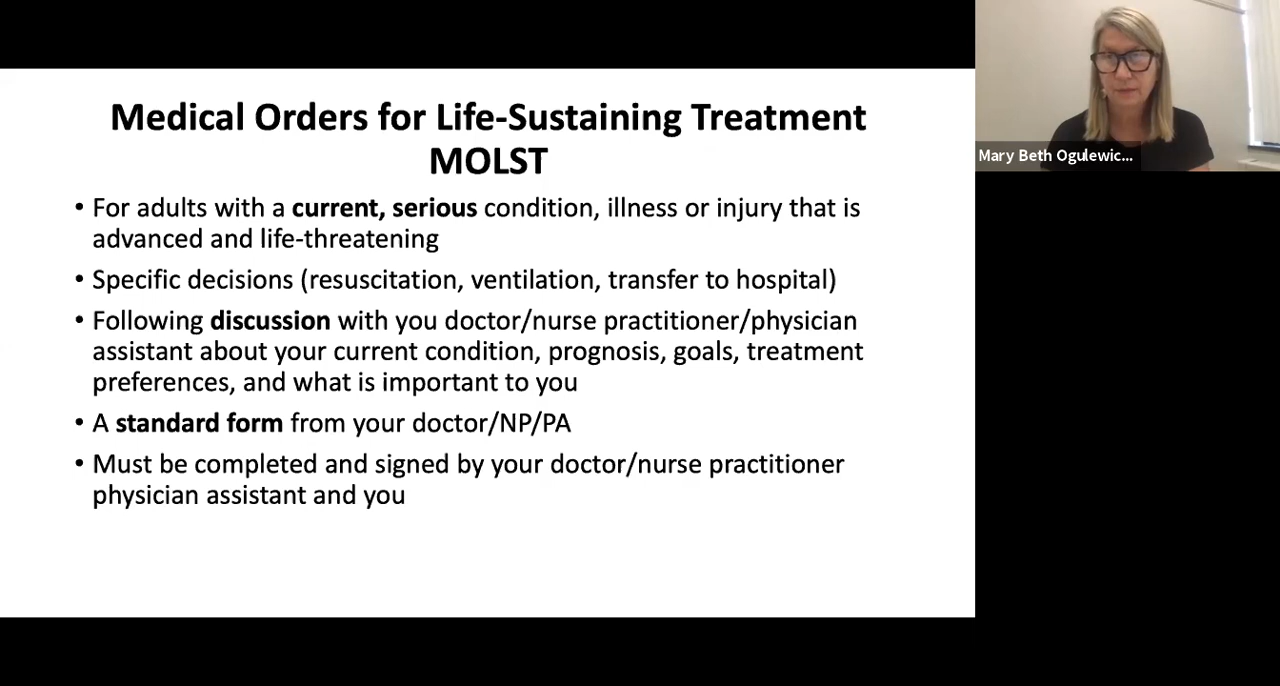 Medical Orders for Life-Sustaining Treatment
MOLST
• For adults with a current, serious condition, illness or injury that is
advanced and life-threatening
• Specific decisions (resuscitation, ventilation, transfer to hospital)
• Following discussion with you doctor/nurse practitioner/physician
assistant about your current condition, prognosis, goals, treatment
preferences, and what is important to you
• A standard form from your doctor/NP/PA
• Must be completed and signed by your doctor/nurse practitioner
physician assistant and you
Mary Beth Ogulewic...